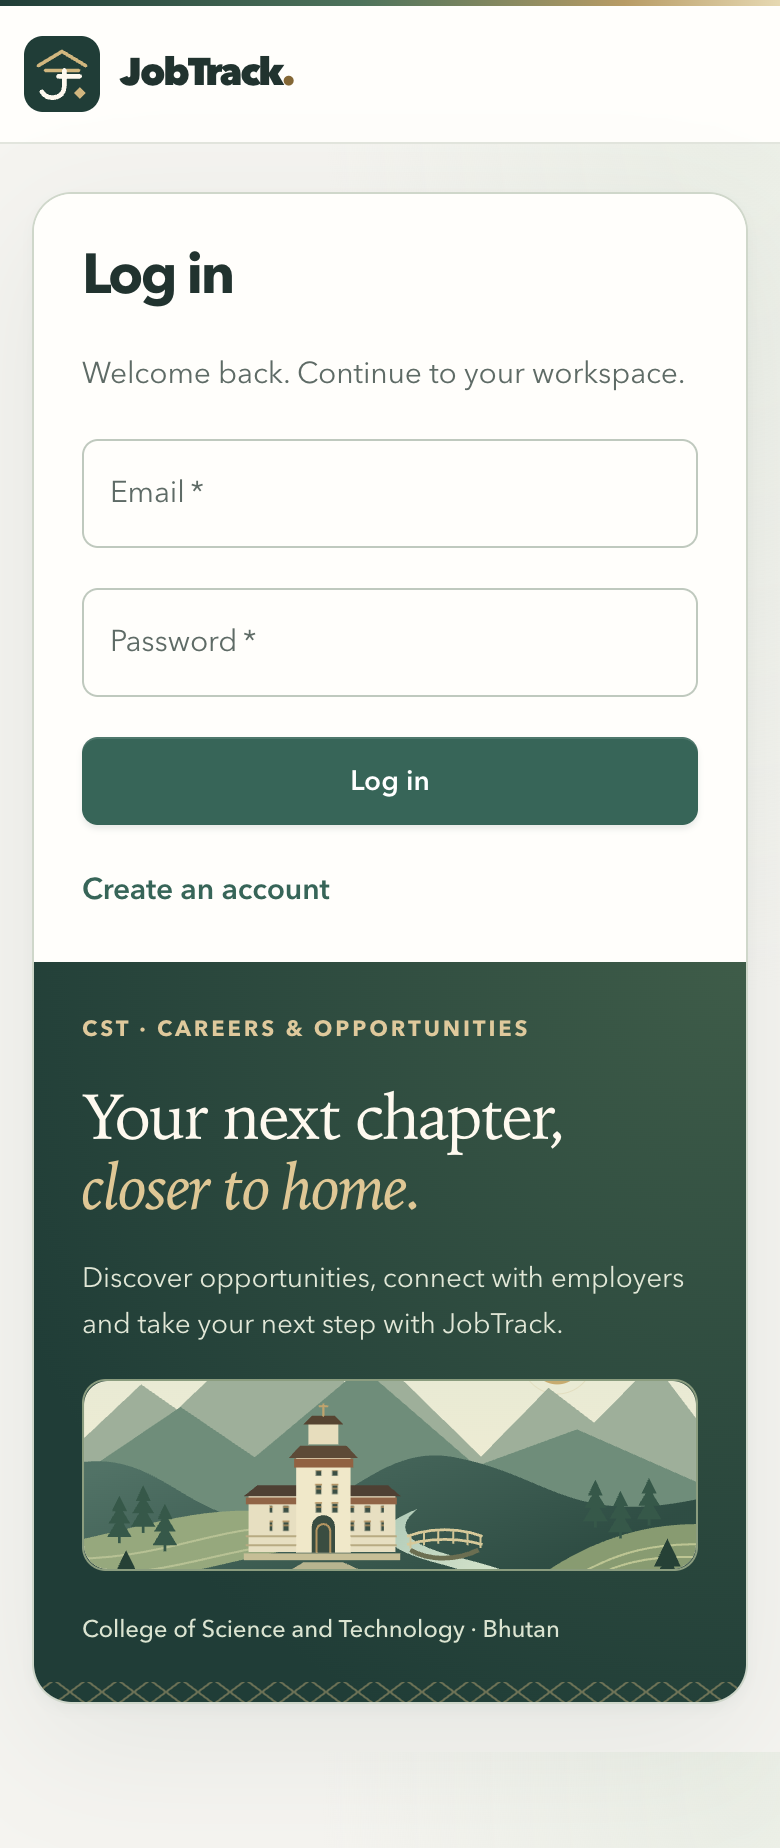 JobTrack.
Log in
Welcome back. Continue to your workspace.
Email *
Password *
Log in
Create an account
CST · CAREERS & OPPORTUNITIES
Your next chapter,
closer to home.
Discover opportunities, connect with employers
and take your next step with JobTrack.
College of Science and Technology · Bhutan